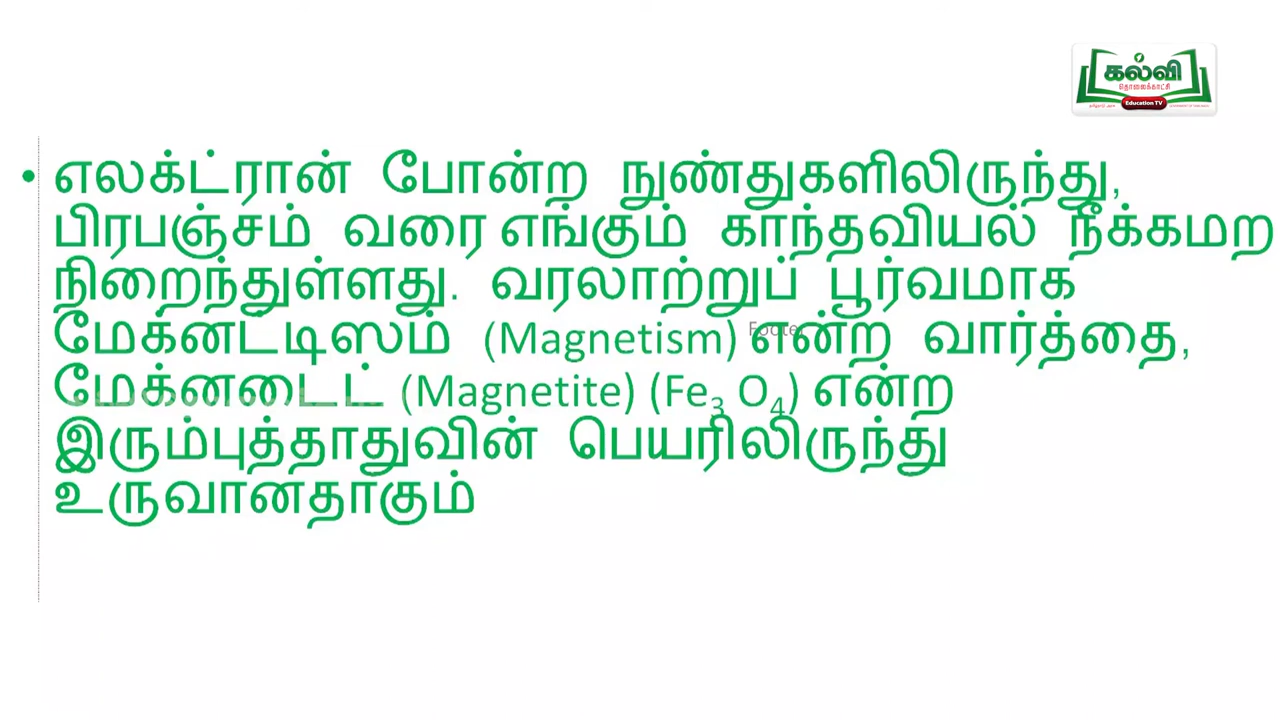 கல்வி
தொலைக்காட்சி
Education TV
• எலக்ட்ரான் போன்ற நுண்துகளிலிருந்து,
பிரபஞ்சம் வரை எங்கும் காந்தவியல் நீக்கமற
நிறைந்துள்ளது. வரலாற்றுப் பூர்வமாக
மேக்னட்டிஸம் (Magnetism) என்ற வார்த்தை,
Footer
மேக்னடைட் (Magnetite) (Fe₃ O₄) என்ற
இரும்புத்தாதுவின் பெயரிலிருந்து
உருவானதாகும்